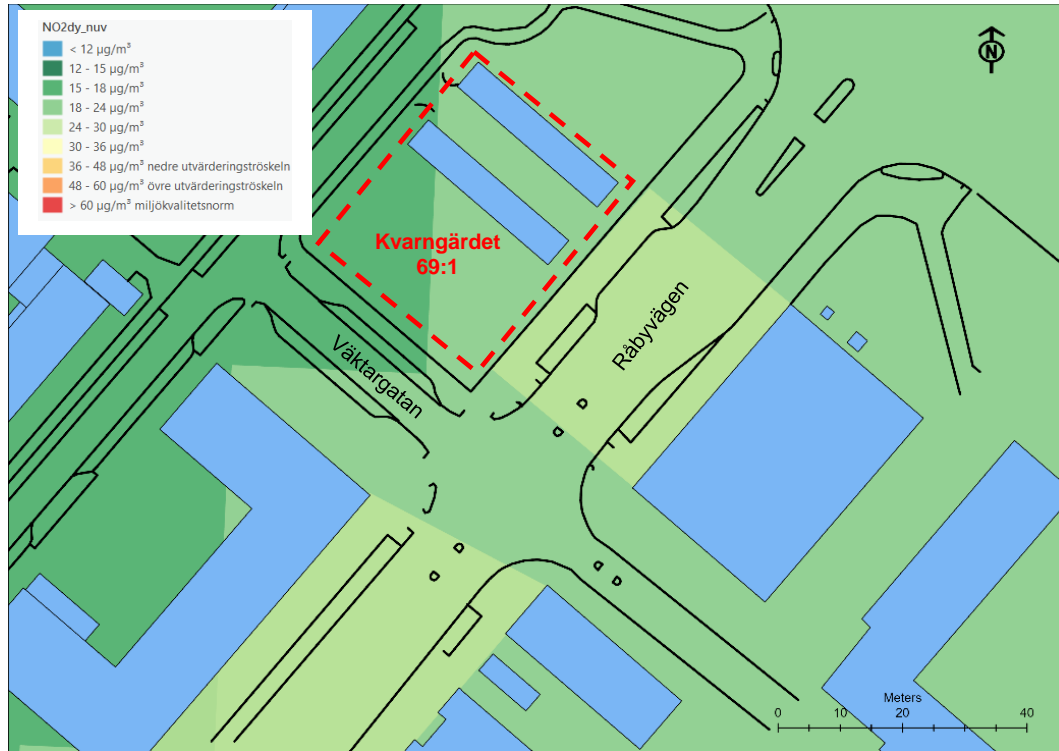 NO2dy_nuv
< 12 µg/m³
12 - 15 µg/m³
15 - 18 µg/m³
18 - 24 µg/m³
24 - 30 µg/m³
30 - 36 µg/m³
36 - 48 µg/m³ nedre utvärderingströskeln
48 - 60 µg/m³ övre utvärderingströskeln
> 60 µg/m³ miljökvalitetsnorm
N
Kvarngärdet
69:1
Råbyvägen
Väktargatan
Meters
0 10 20 40